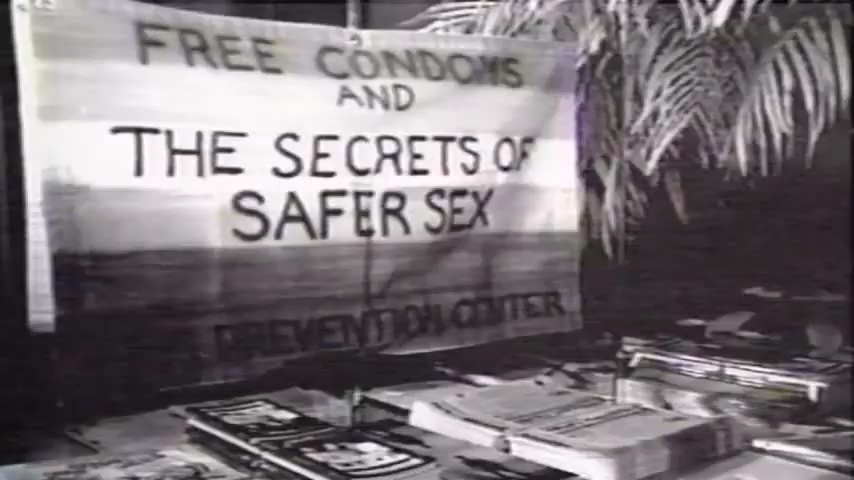 FREE CONDOMS
AND
THE SECRETS OF
SAFER SEX
PREVENTION CENTER